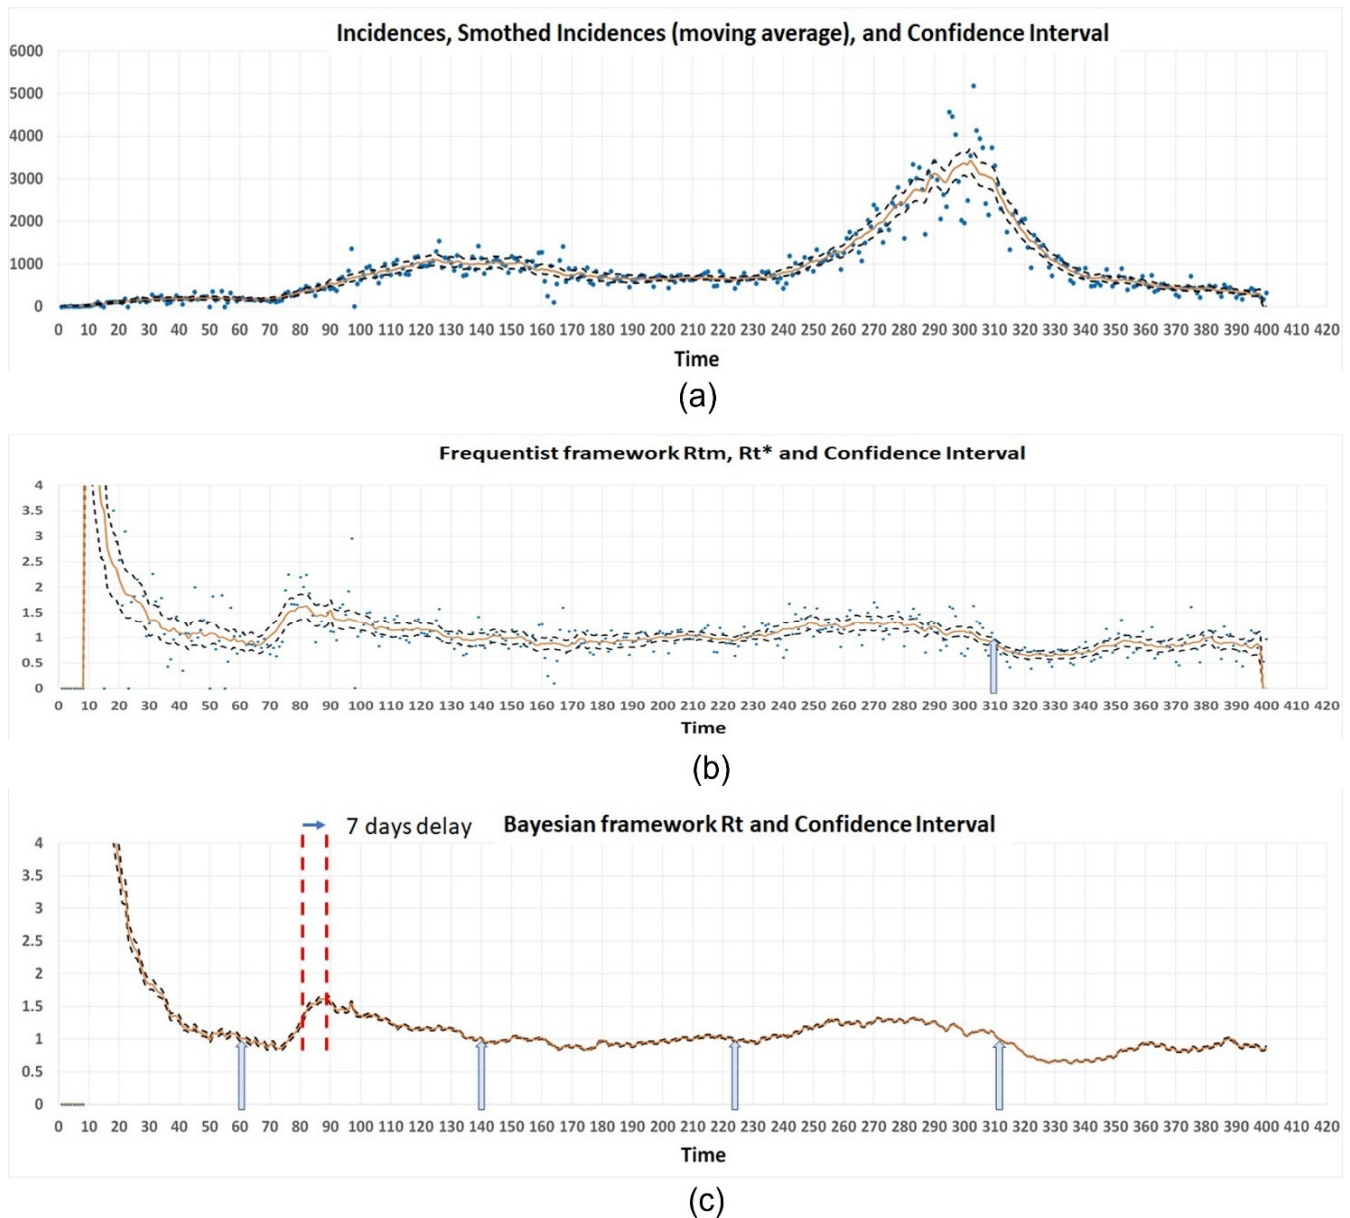 Incidences, Smothed Incidences (moving average), and Confidence Interval
6000
5000
4000
3000
2000
1000
0
0 10 20 30 40 50 60 70 80 90 100 110 120 130 140 150 160 170 180 190 200 210 220 230 240 250 260 270 280 290 300 310 320 330 340 350 360 370 380 390 400 410 420
Time
(a)
Frequentist framework Rtm, Rt* and Confidence Interval
4
3.5
3
2.5
2
1.5
1
0.5
0
0 10 20 30 40 50 60 70 80 90 100 110 120 130 140 150 160 170 180 190 200 210 220 230 240 250 260 270 280 290 300 310 320 330 340 350 360 370 380 390 400 410 420
Time
(b)
7 days delay Bayesian framework Rt and Confidence Interval
4
3.5
3
2.5
2
1.5
1
0.5
0
0 10 20 30 40 50 60 70 80 90 100 110 120 130 140 150 160 170 180 190 200 210 220 230 240 250 260 270 280 290 300 310 320 330 340 350 360 370 380 390 400 410 420
Time
(c)